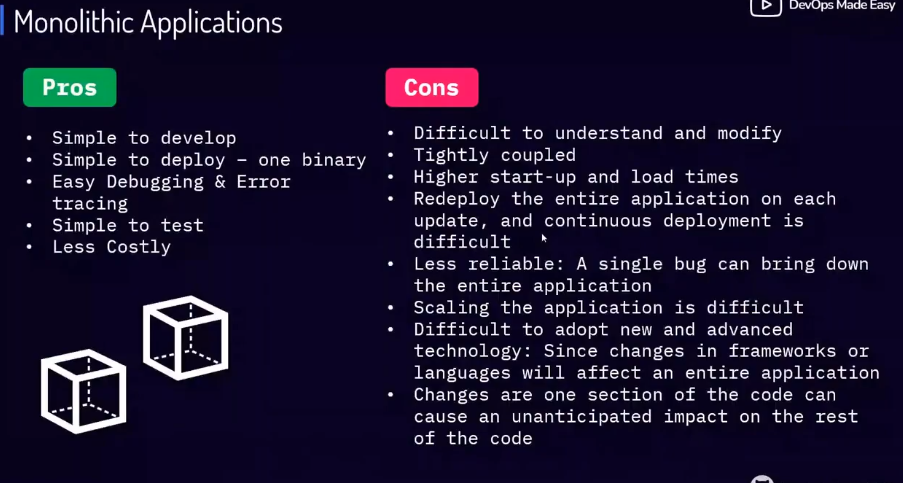 Monolithic Applications
DevOps Made Easy
Pros
• Simple to develop
• Simple to deploy – one binary
• Easy Debugging & Error
tracing
• Simple to test
• Less Costly
Cons
• Difficult to understand and modify
• Tightly coupled
• Higher start-up and load times
• Redeploy the entire application on each
update, and continuous deployment is
difficult
• Less reliable: A single bug can bring down
the entire application
• Scaling the application is difficult
• Difficult to adopt new and advanced
technology: Since changes in frameworks or
languages will affect an entire application
• Changes are one section of the code can
cause an unanticipated impact on the rest
of the code